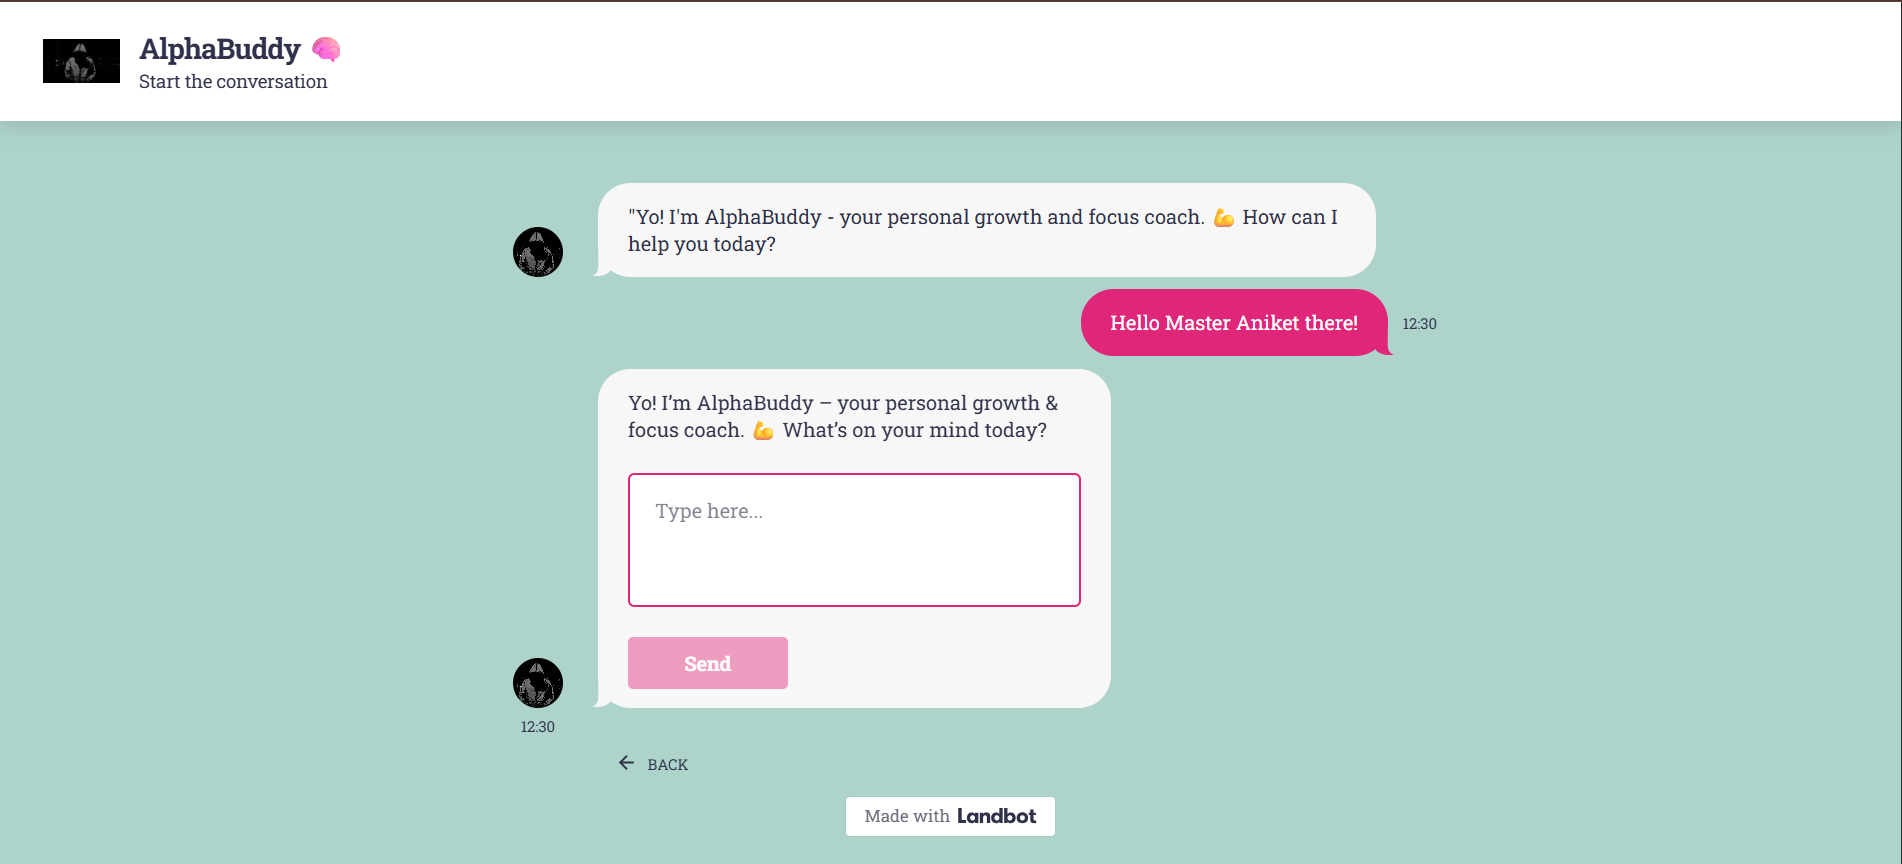 AlphaBuddy 🧠
Start the conversation
"Yo! I'm AlphaBuddy - your personal growth and focus coach. 💪 How can I
help you today?
Hello Master Aniket there!
12:30
Yo! I’m AlphaBuddy – your personal growth &
focus coach. 💪 What’s on your mind today?
Type here...
Send
12:30
BACK
Made with Landbot